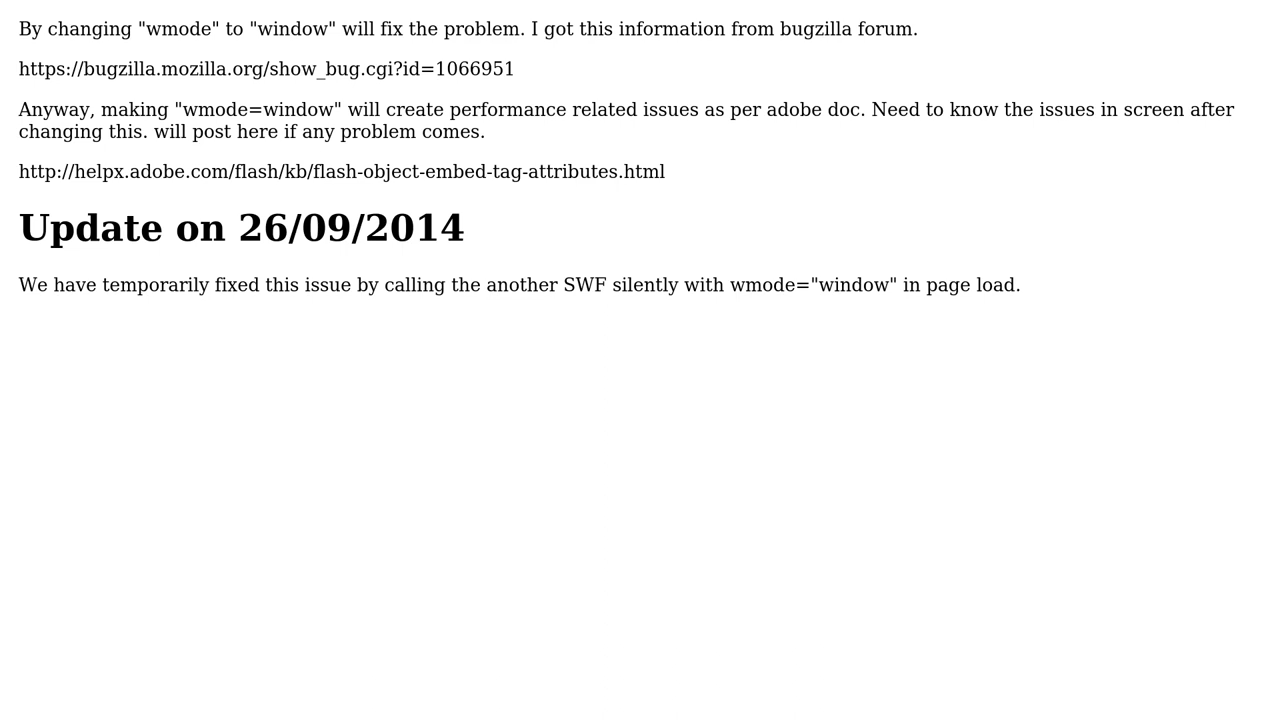 By changing "wmode" to "window" will fix the problem. I got this information from bugzilla forum.
https://bugzilla.mozilla.org/show_bug.cgi?id=1066951
Anyway, making "wmode=window" will create performance related issues as per adobe doc. Need to know the issues in screen after
changing this. will post here if any problem comes.
http://helpx.adobe.com/flash/kb/flash-object-embed-tag-attributes.html
Update on 26/09/2014
We have temporarily fixed this issue by calling the another SWF silently with wmode="window" in page load.